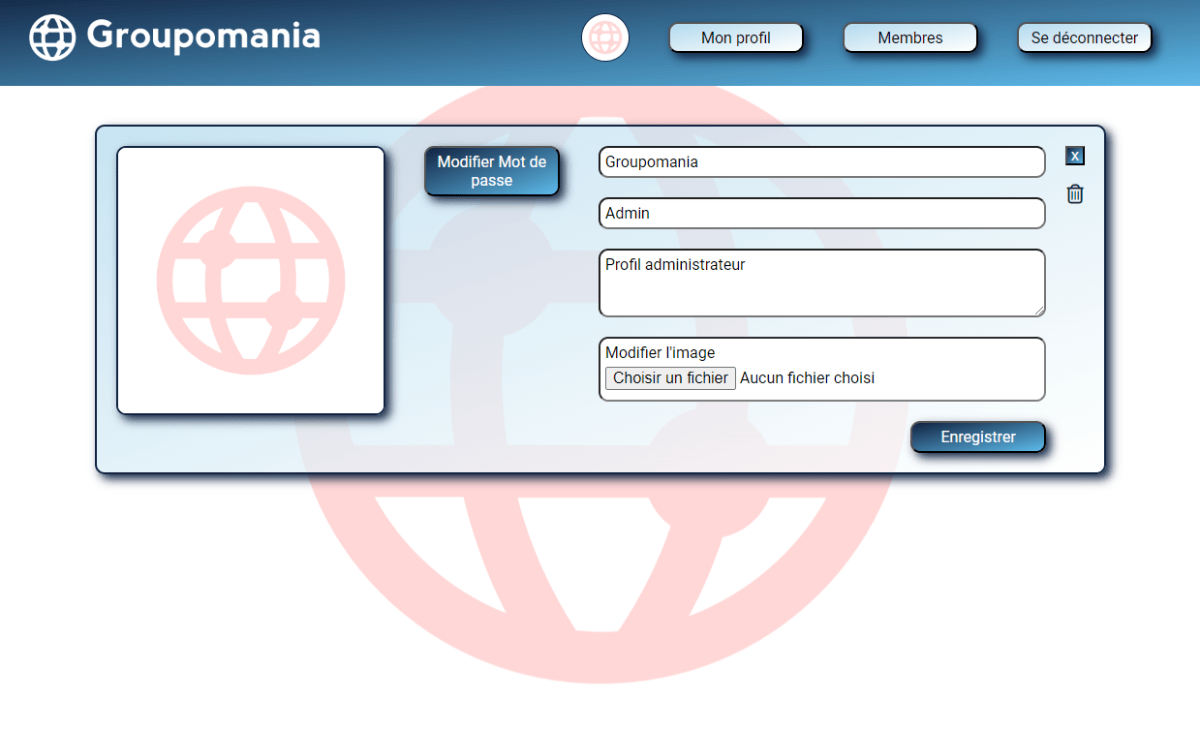 Groupomania
Mon profil
Membres
Se déconnecter
Modifier Mot de
passe
Groupomania
x
Admin
Profil administrateur
Modifier l'image
Choisir un fichier Aucun fichier choisi
Enregistrer